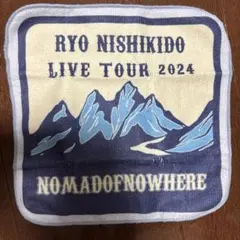 RYO NISHIKIDO
LIVE TOUR 2024
NOMADOFNOWHERE